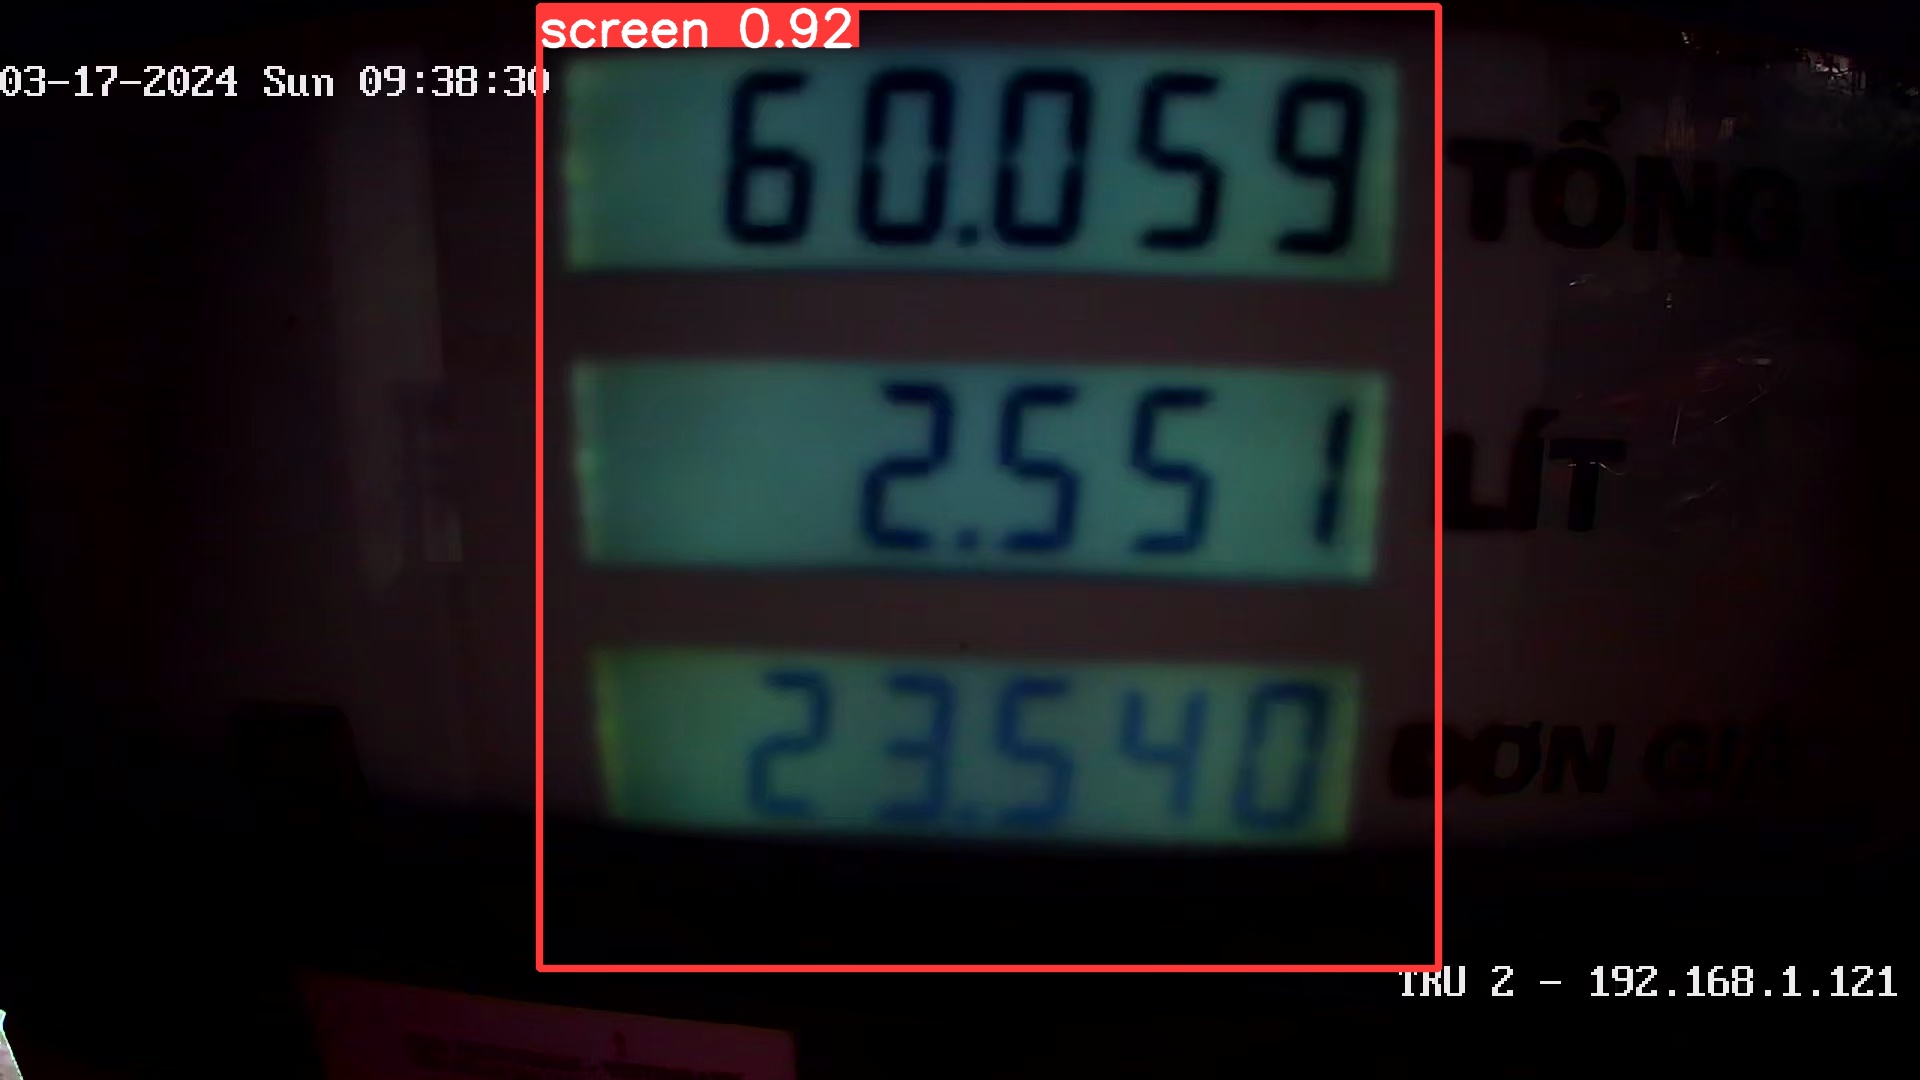 screen 0.92
03-17-2024 Sun 09:38:30
60.059
TỔNG
2.551
LÍT
23.540
ĐƠN GIÁ
TRU 2 - 192.168.1.121